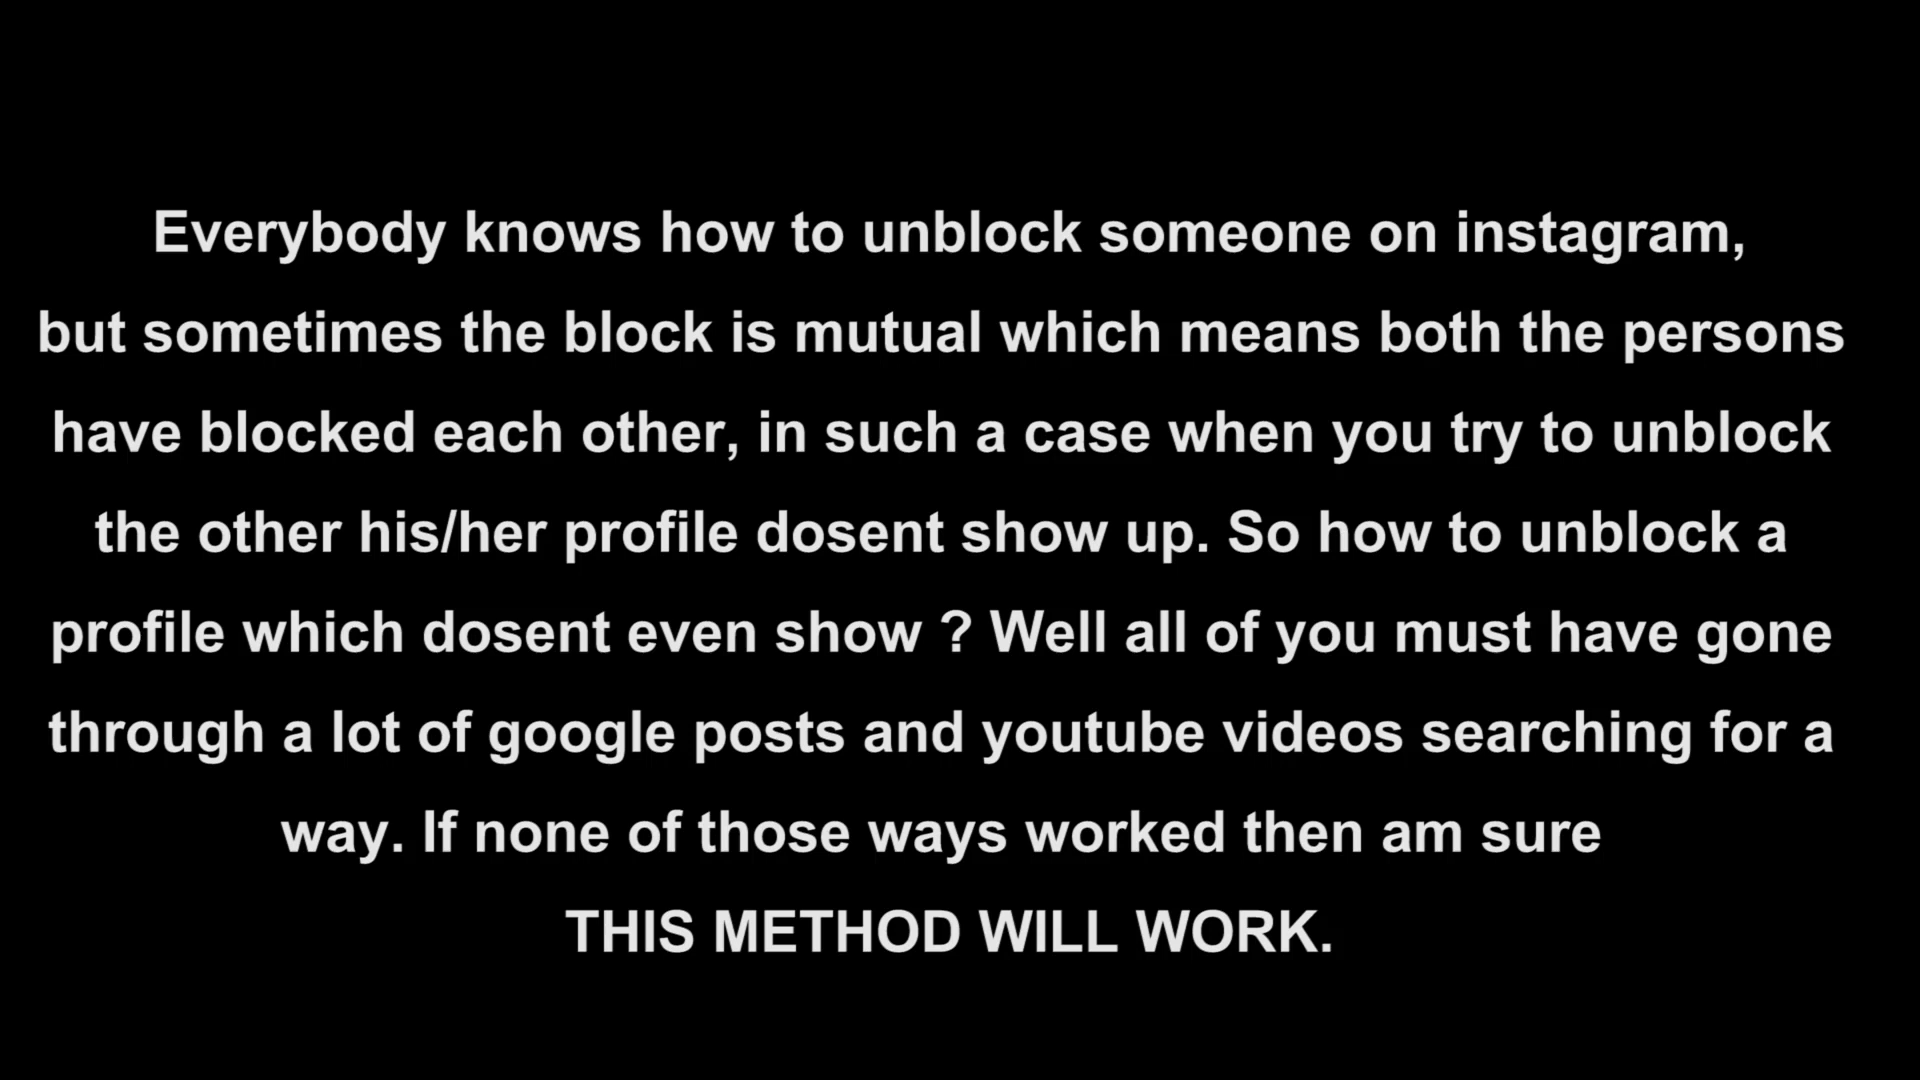 Everybody knows how to unblock someone on instagram,
but sometimes the block is mutual which means both the persons
have blocked each other, in such a case when you try to unblock
the other his/her profile dosent show up. So how to unblock a
profile which dosent even show ? Well all of you must have gone
through a lot of google posts and youtube videos searching for a
way. If none of those ways worked then am sure
THIS METHOD WILL WORK.